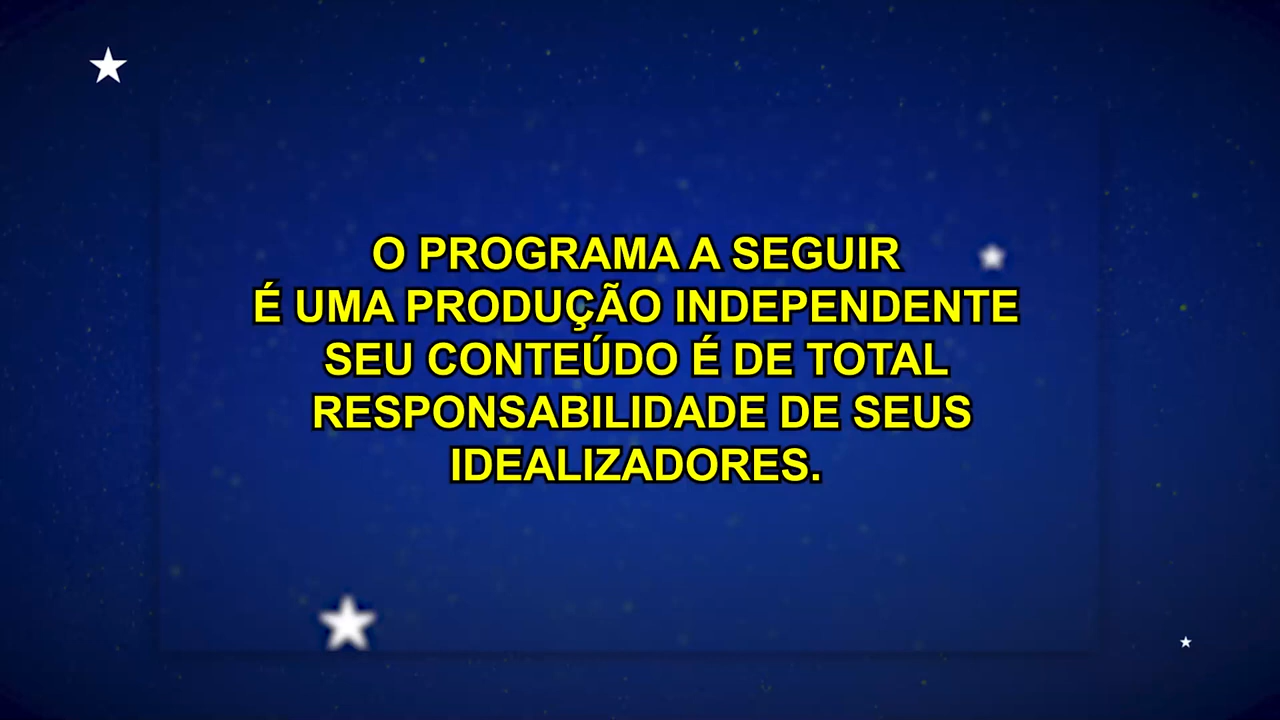 O PROGRAMA A SEGUIR
É UMA PRODUÇÃO INDEPENDENTE
SEU CONTEÚDO É DE TOTAL
RESPONSABILIDADE DE SEUS
IDEALIZADORES.